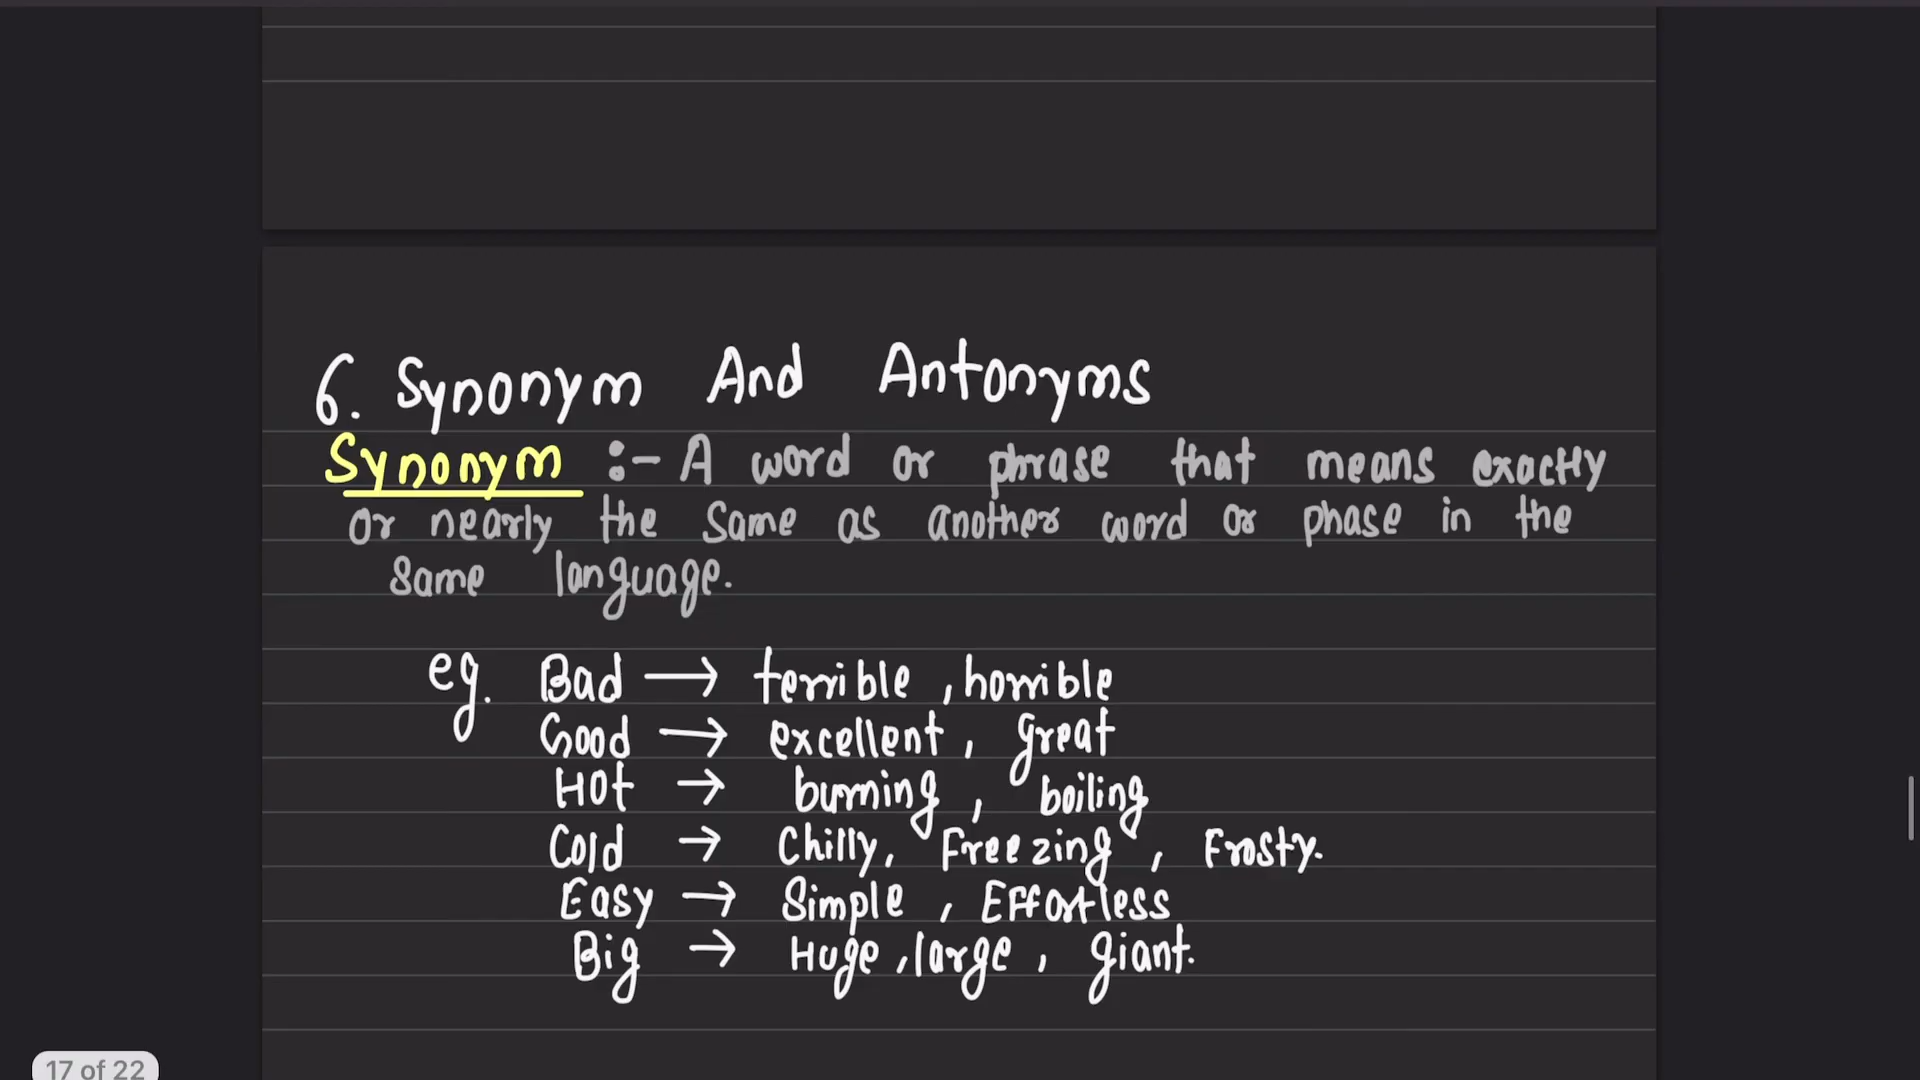 6. Synonym And Antonyms
Synonym :- A word or phrase that means exactly
or nearly the same as another word or phase in the
same language.
eg. Bad → terrible , horrible
Good → excellent , great
Hot → burning , boiling
Cold → Chilly, Freezing , Frosty.
Easy → Simple , Effortless
Big → Huge , large , giant.
17 of 22